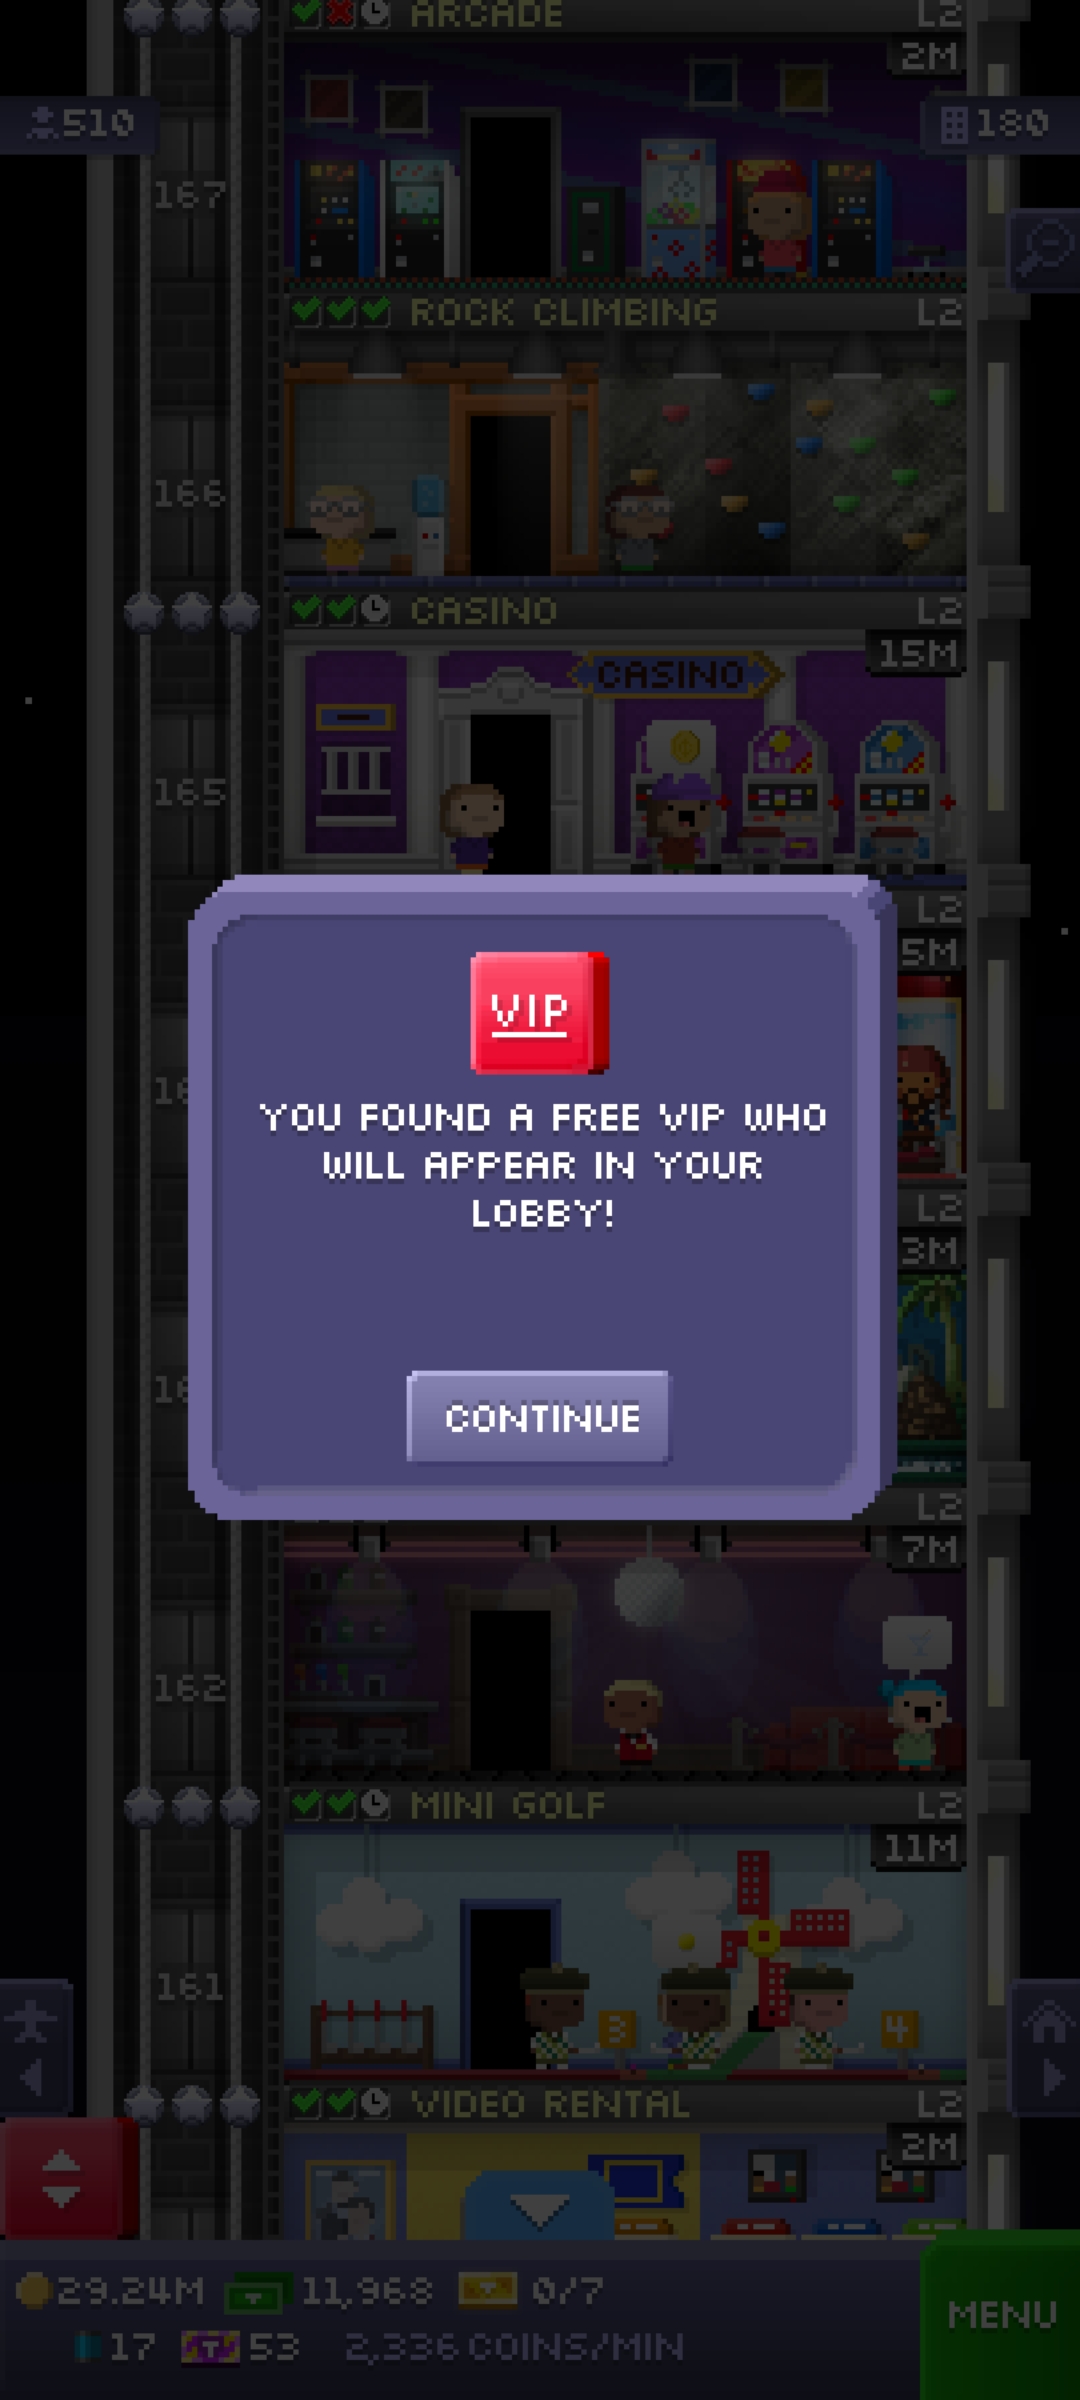 ARCADE L2
2M
510
180
167
ROCK CLIMBING L2
166
CASINO L2
15M
CASINO
165
L2
5M
VIP
YOU FOUND A FREE VIP WHO
WILL APPEAR IN YOUR
LOBBY!
L2
3M
CONTINUE
L2
7M
162
MINI GOLF L2
11M
161
3
4
VIDEO RENTAL L2
2M
29.24M 11,968 0/7
17 T 53 2,336 COINS/MIN
MENU